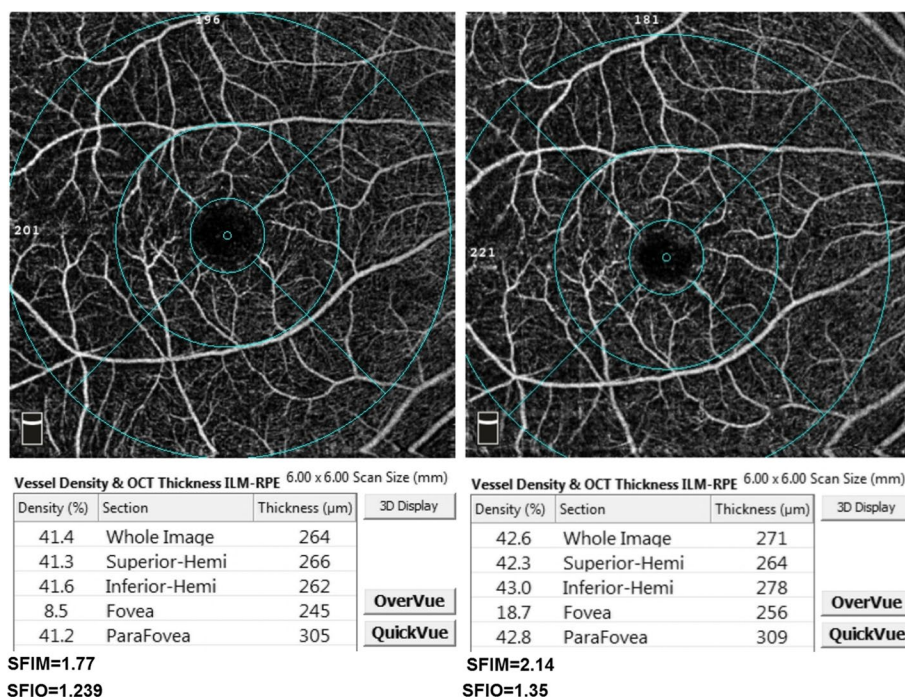 196
201
Vessel Density & OCT Thickness ILM-RPE 6.00 x 6.00 Scan Size (mm)
Density (%) Section Thickness (µm) 3D Display
41.4 Whole Image 264
41.3 Superior-Hemi 266
41.6 Inferior-Hemi 262
8.5 Fovea 245 OverVue
41.2 ParaFovea 305 QuickVue
SFIM=1.77
SFIO=1.239
181
221
Vessel Density & OCT Thickness ILM-RPE 6.00 x 6.00 Scan Size (mm)
Density (%) Section Thickness (µm) 3D Display
42.6 Whole Image 271
42.3 Superior-Hemi 264
43.0 Inferior-Hemi 278
18.7 Fovea 256 OverVue
42.8 ParaFovea 309 QuickVue
SFIM=2.14
SFIO=1.35